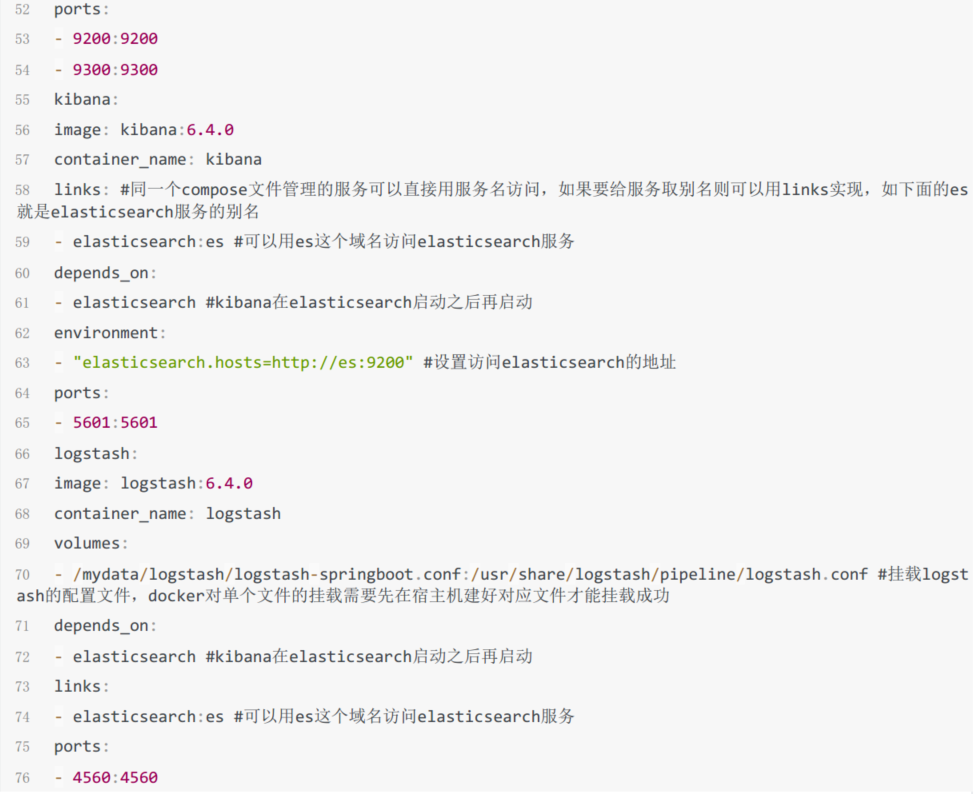 52 ports:
53 - 9200:9200
54 - 9300:9300
55 kibana:
56 image: kibana:6.4.0
57 container_name: kibana
58 links: #同一个compose文件管理的服务可以直接用服务名访问，如果要给服务取别名则可以用links实现，如下面的es
就是elasticsearch服务的别名
59 - elasticsearch:es #可以用es这个域名访问elasticsearch服务
60 depends_on:
61 - elasticsearch #kibana在elasticsearch启动之后再启动
62 environment:
63 - "elasticsearch.hosts=http://es:9200" #设置访问elasticsearch的地址
64 ports:
65 - 5601:5601
66 logstash:
67 image: logstash:6.4.0
68 container_name: logstash
69 volumes:
70 - /mydata/logstash/logstash-springboot.conf:/usr/share/logstash/pipeline/logstash.conf #挂载logst
ash的配置文件，docker对单个文件的挂载需要先在宿主机建好对应文件才能挂载成功
71 depends_on:
72 - elasticsearch #kibana在elasticsearch启动之后再启动
73 links:
74 - elasticsearch:es #可以用es这个域名访问elasticsearch服务
75 ports:
76 - 4560:4560